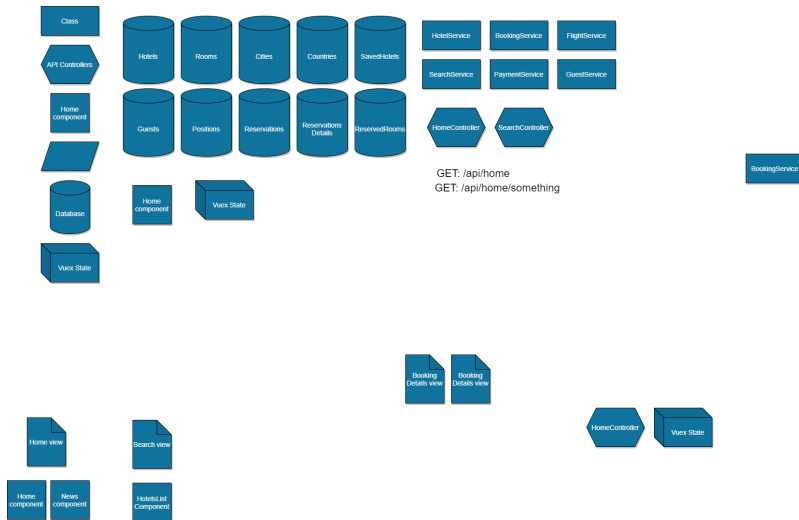 Class
API Controllers
Home
component
Database
Vuex State
Hotels
Rooms
Cities
Countries
SavedHotels
Guests
Positions
Reservations
Reservations
Details
ReservedRooms
Home
component
Vuex State
HotelService
BookingService
FlightService
SearchService
PaymentService
GuestService
HomeController
SearchController
GET: /api/home
GET: /api/home/something
BookingService
Booking
Details view
Booking
Details view
HomeController
Vuex State
Home view
Search view
Home
component
News
component
HotelsList
Component